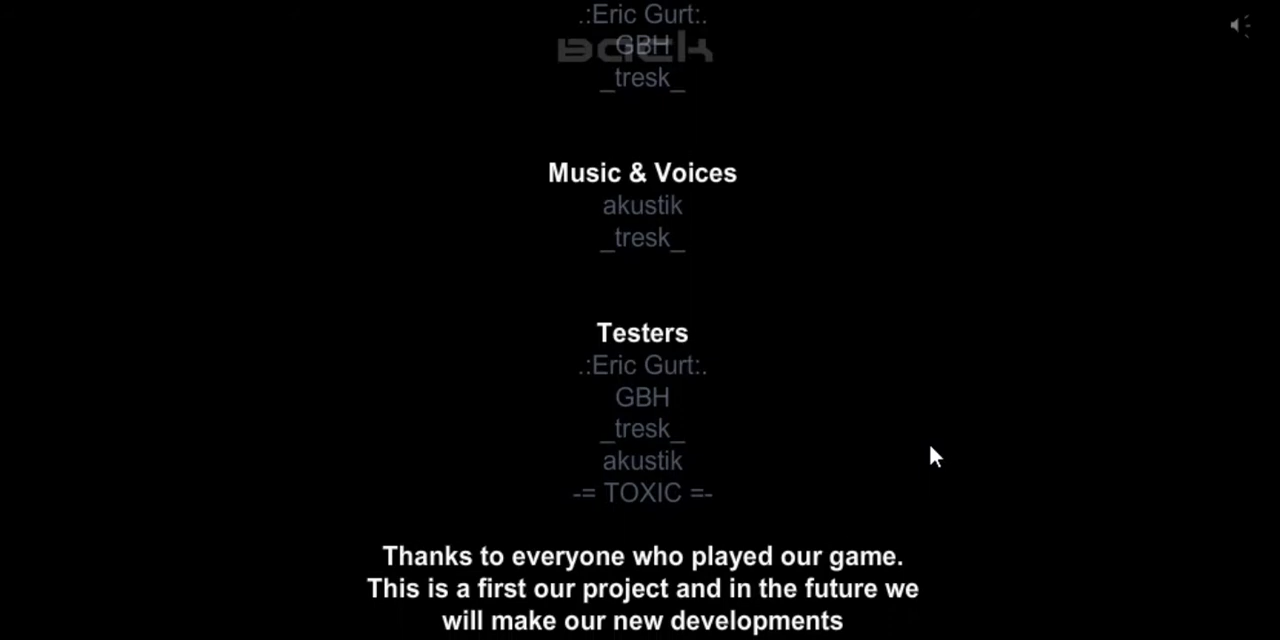 .:Eric Gurt:.
Back
GBH
_tresk_
Music & Voices
akustik
_tresk_
Testers
.:Eric Gurt:.
GBH
_tresk_
akustik
-= TOXIC =-
Thanks to everyone who played our game.
This is a first our project and in the future we
will make our new developments